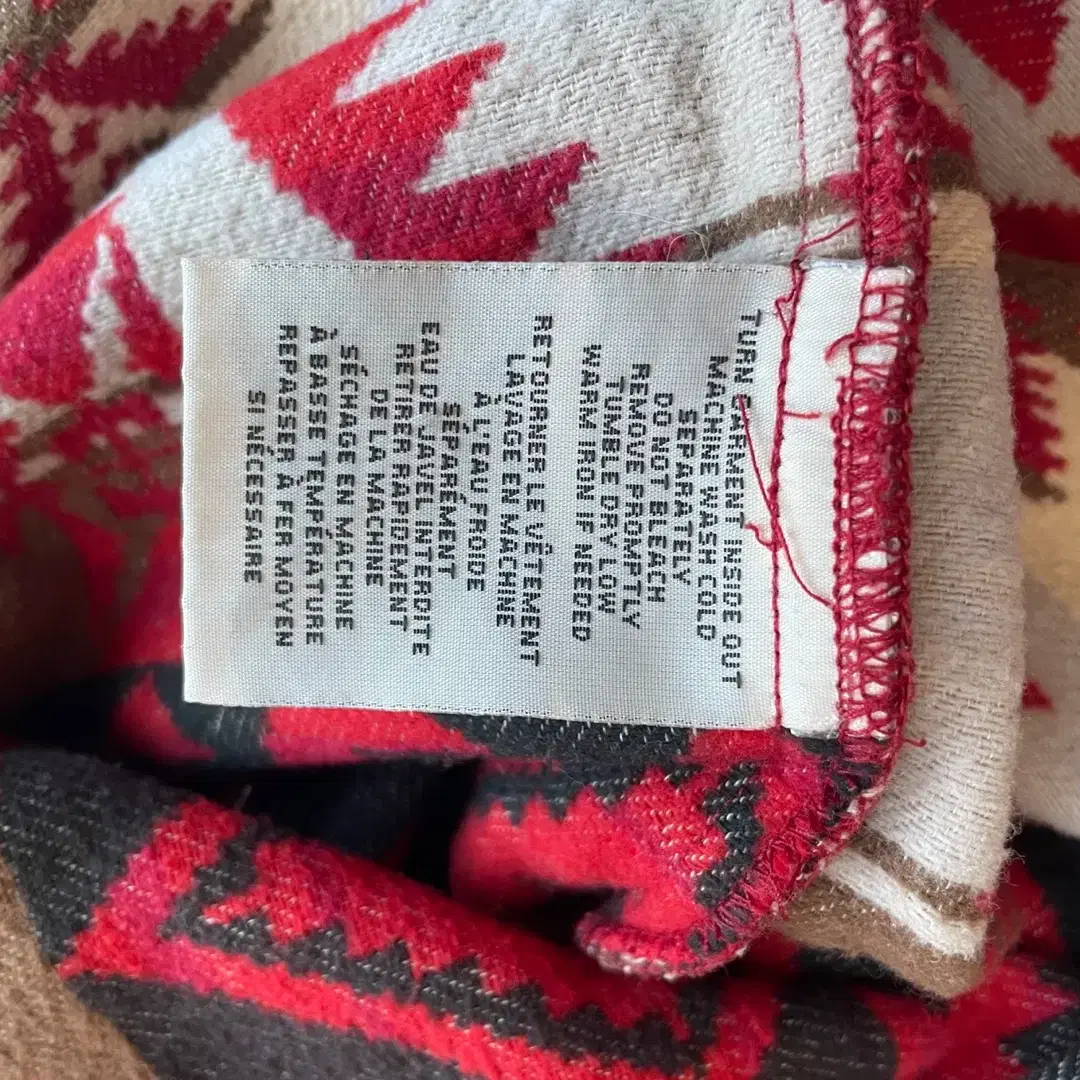 TURN GARMENT INSIDE OUT
MACHINE WASH COLD
SEPARATELY
DO NOT BLEACH
REMOVE PROMPTLY
TUMBLE DRY LOW
WARM IRON IF NEEDED
RETOURNER LE VÊTEMENT
LAVAGE EN MACHINE
À L'EAU FROIDE
SÉPARÉMENT
EAU DE JAVEL INTERDITE
RETIRER RAPIDEMENT
DE LA MACHINE
SÉCHAGE EN MACHINE
À BASSE TEMPÉRATURE
REPASSER À FER MOYEN
SI NÉCESSAIRE